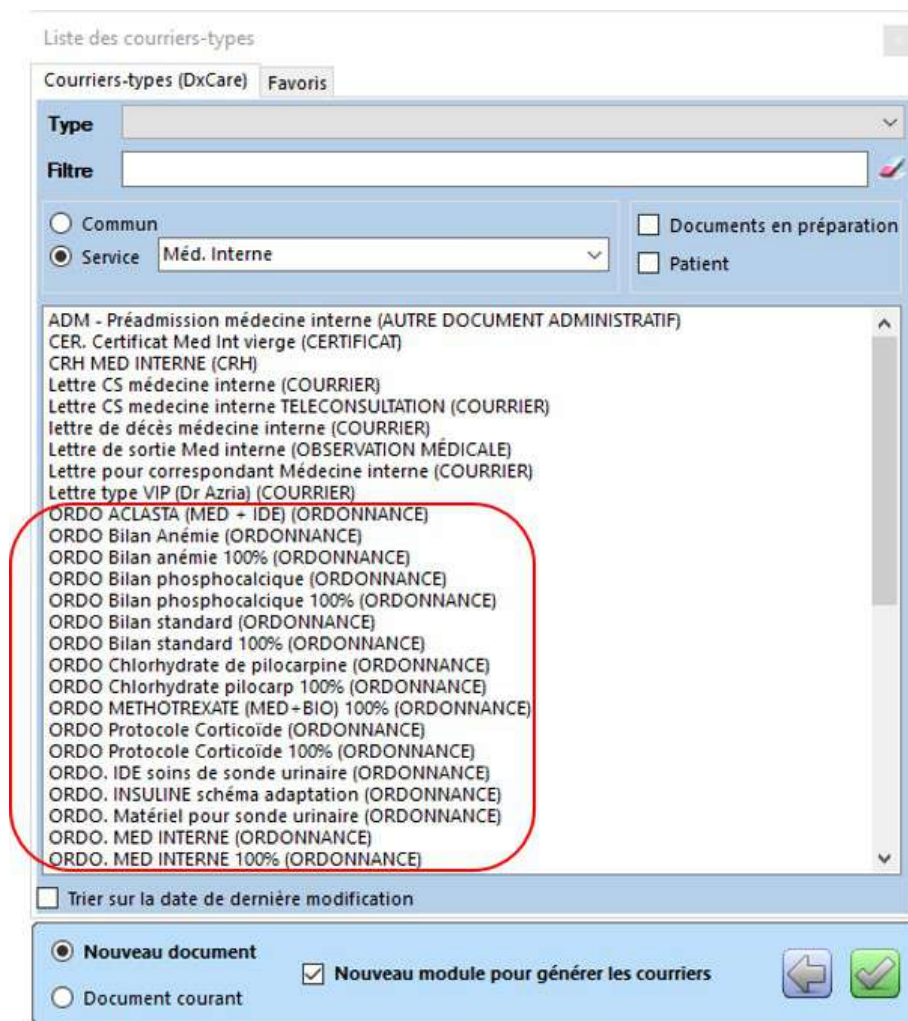 Liste des courriers-types
Courriers-types (DxCare) Favoris
Type
Filtre
Commun
Service Méd. Interne
Documents en préparation
Patient
ADM - Préadmission médecine interne (AUTRE DOCUMENT ADMINISTRATIF)
CER. Certificat Med Int vierge (CERTIFICAT)
CRH MED INTERNE (CRH)
Lettre CS médecine interne (COURRIER)
Lettre CS medecine interne TELECONSULTATION (COURRIER)
lettre de décès médecine interne (COURRIER)
Lettre de sortie Med interne (OBSERVATION MÉDICALE)
Lettre pour correspondant Médecine interne (COURRIER)
Lettre type VIP (Dr Azria) (COURRIER)
ORDO ACLASTA (MED + IDE) (ORDONNANCE)
ORDO Bilan Anémie (ORDONNANCE)
ORDO Bilan anémie 100% (ORDONNANCE)
ORDO Bilan phosphocalcique (ORDONNANCE)
ORDO Bilan phosphocalcique 100% (ORDONNANCE)
ORDO Bilan standard (ORDONNANCE)
ORDO Bilan standard 100% (ORDONNANCE)
ORDO Chlorhydrate de pilocarpine (ORDONNANCE)
ORDO Chlorhydrate pilocarp 100% (ORDONNANCE)
ORDO METHOTREXATE (MED+BIO) 100% (ORDONNANCE)
ORDO Protocole Corticoïde (ORDONNANCE)
ORDO Protocole Corticoïde 100% (ORDONNANCE)
ORDO. IDE soins de sonde urinaire (ORDONNANCE)
ORDO. INSULINE schéma adaptation (ORDONNANCE)
ORDO. Matériel pour sonde urinaire (ORDONNANCE)
ORDO. MED INTERNE (ORDONNANCE)
ORDO. MED INTERNE 100% (ORDONNANCE)
Trier sur la date de dernière modification
Nouveau document
Nouveau module pour générer les courriers
Document courant